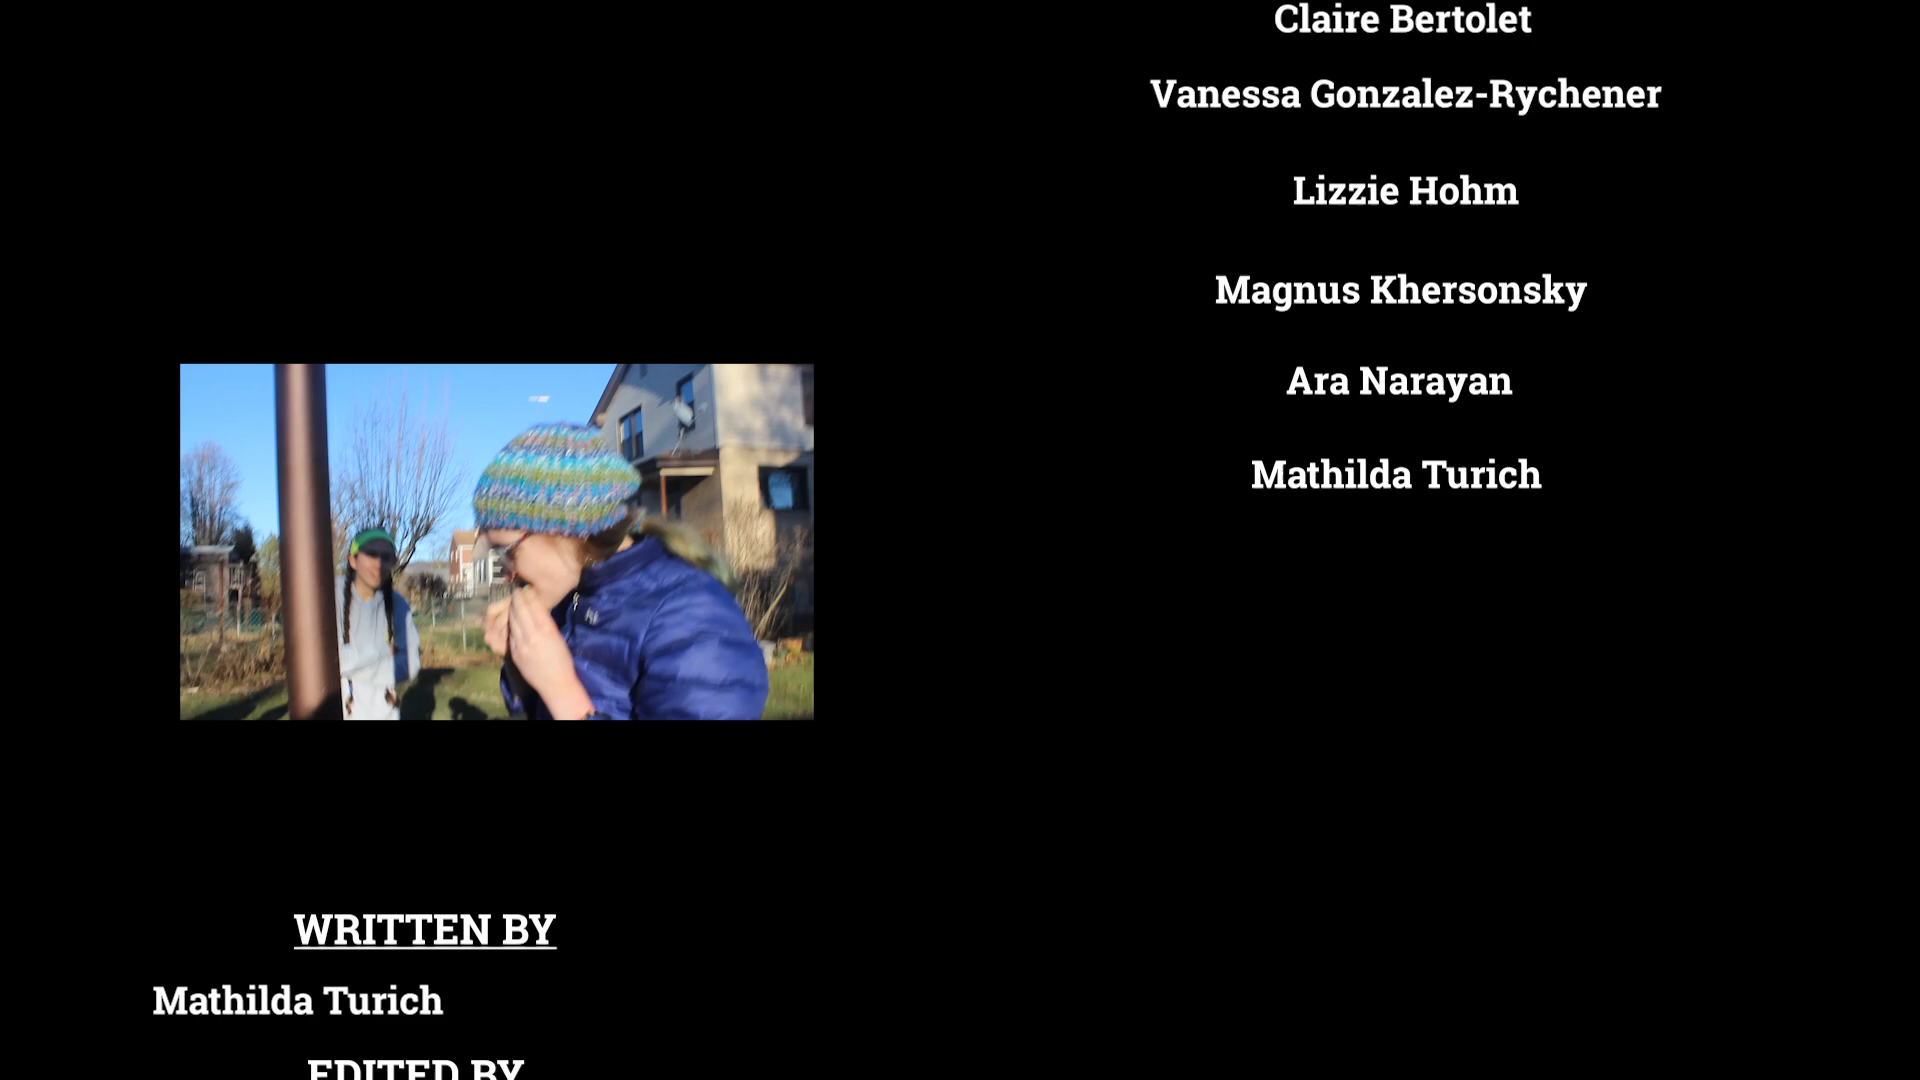 Claire Bertolet
Vanessa Gonzalez-Rychener
Lizzie Hohm
Magnus Khersonsky
Ara Narayan
Mathilda Turich
WRITTEN BY
Mathilda Turich
EDITED BY